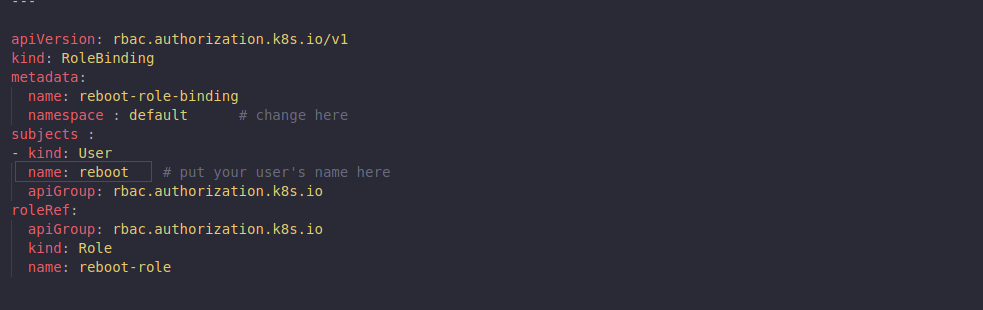 ---
apiVersion: rbac.authorization.k8s.io/v1
kind: RoleBinding
metadata:
  name: reboot-role-binding
  namespace : default      # change here
subjects :
- kind: User
  name: reboot    # put your user's name here
  apiGroup: rbac.authorization.k8s.io
roleRef:
  apiGroup: rbac.authorization.k8s.io
  kind: Role
  name: reboot-role